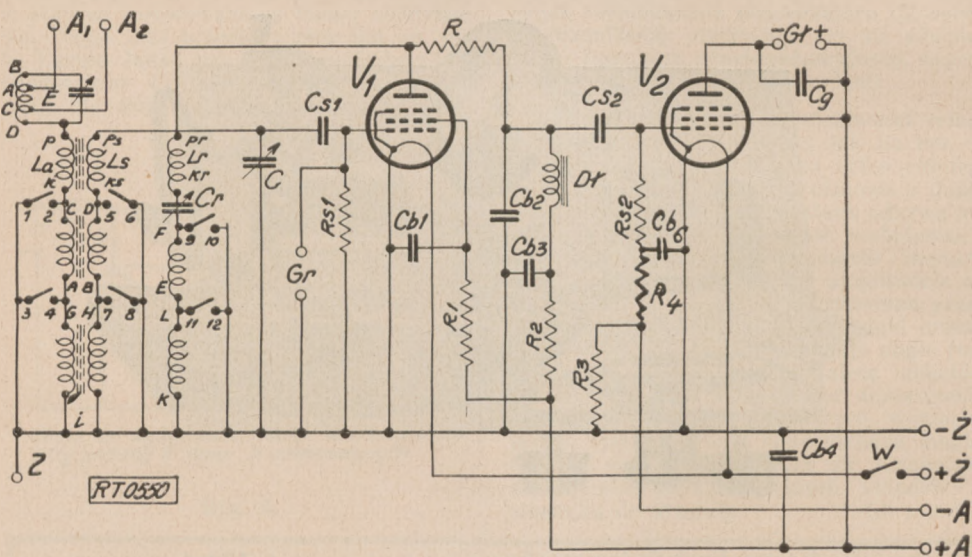 A1 A2
R
-Gr+
B
A E
C
D
V1
V2
Cs1
Cs2
Cg
P Ps Pr
La Ls Lr
K Ks Kr
C
Cr
1 2 C D 5 6
F 9 10
Rs1
Gr
Cb1
Cb2
Cb3
Dr
Rs2
Cb5
R4
A B
E
3 4 G H 7 8
L 11 12
R1
R2
R3
i
K
Z
RT0550
Cb4
W
-Ż
+Ż
-A
+A